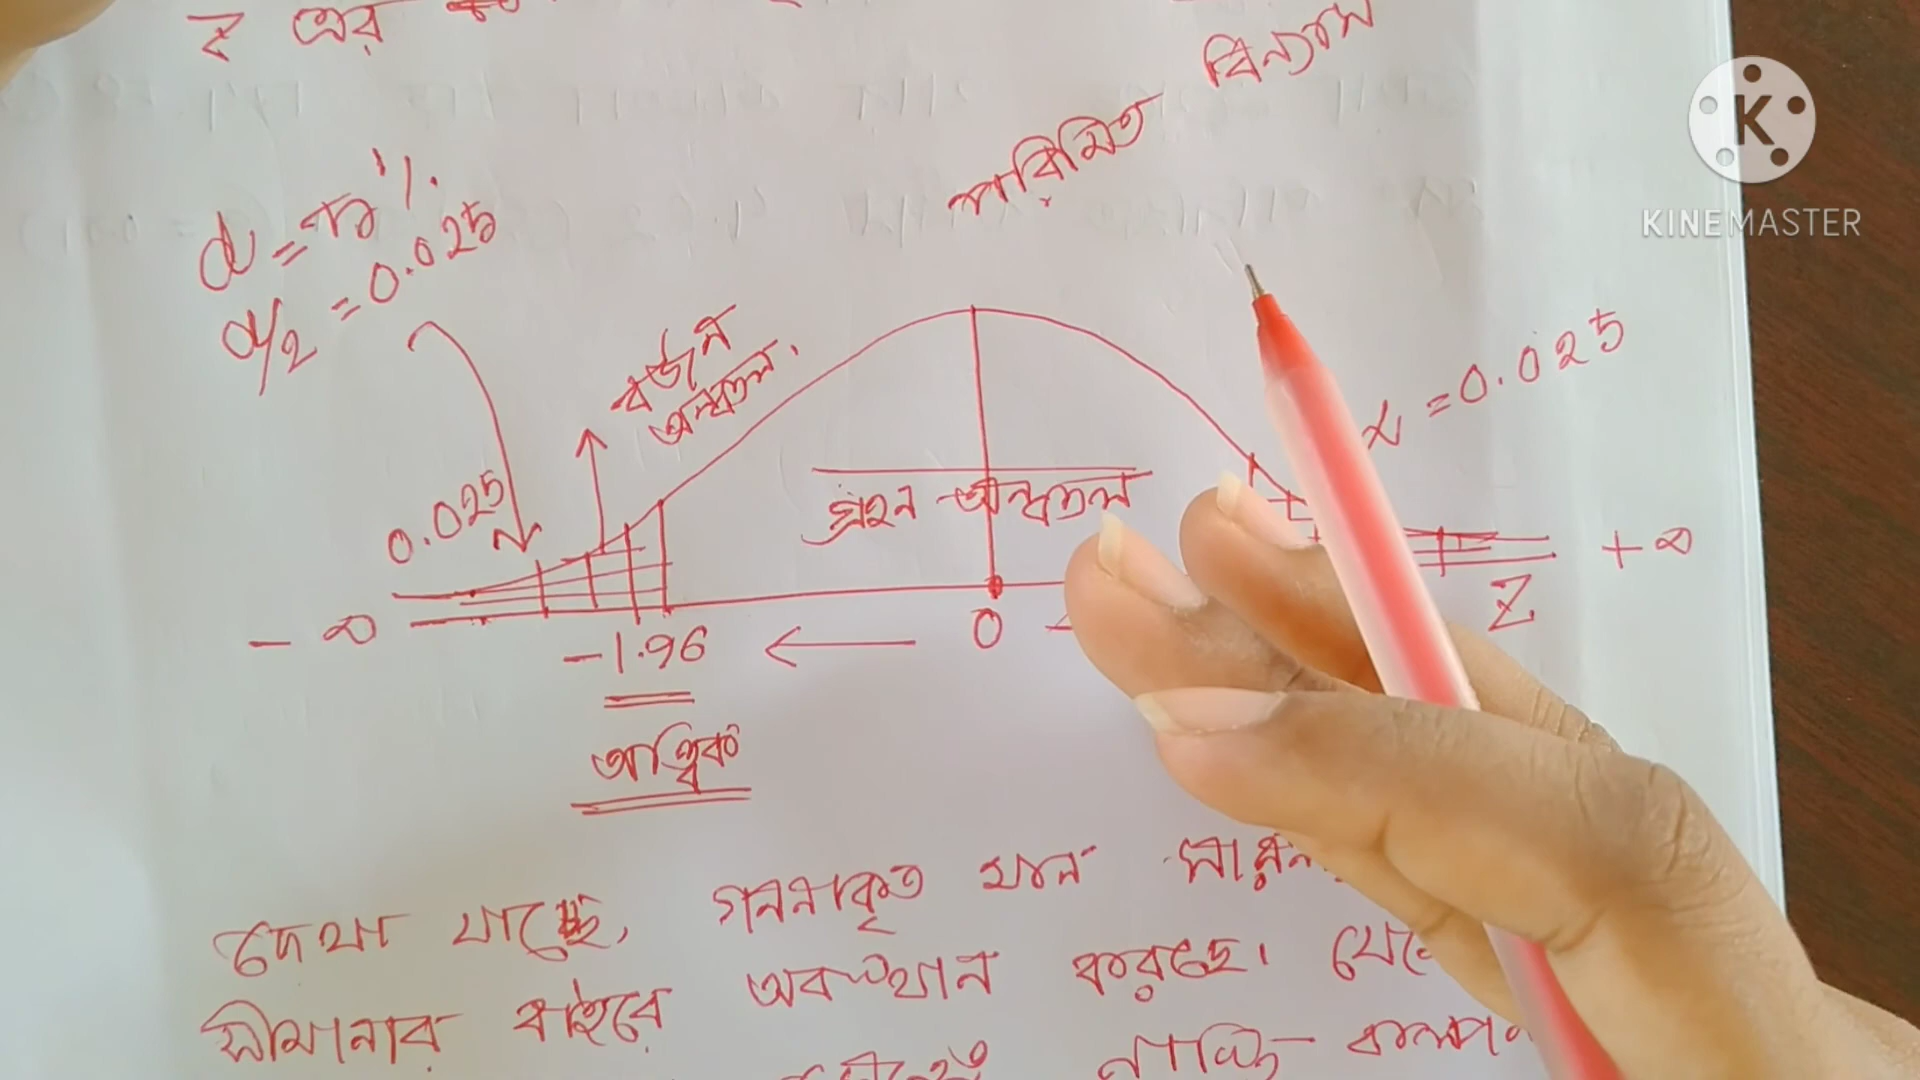 Z এর
পরিমিত বিন্যাস
α = ৫%
α/2 = 0.025
বর্জন
অঞ্চল
0.025
গ্রহন অঞ্চল
= 0.025
- ∞
+ ∞
-1.96
0
Z
আত্মিক
দেখা যাচ্ছে, গননাকৃত মান
সীমানার বাইরে অবস্থান করছে।
নাস্তি
KINEMASTER